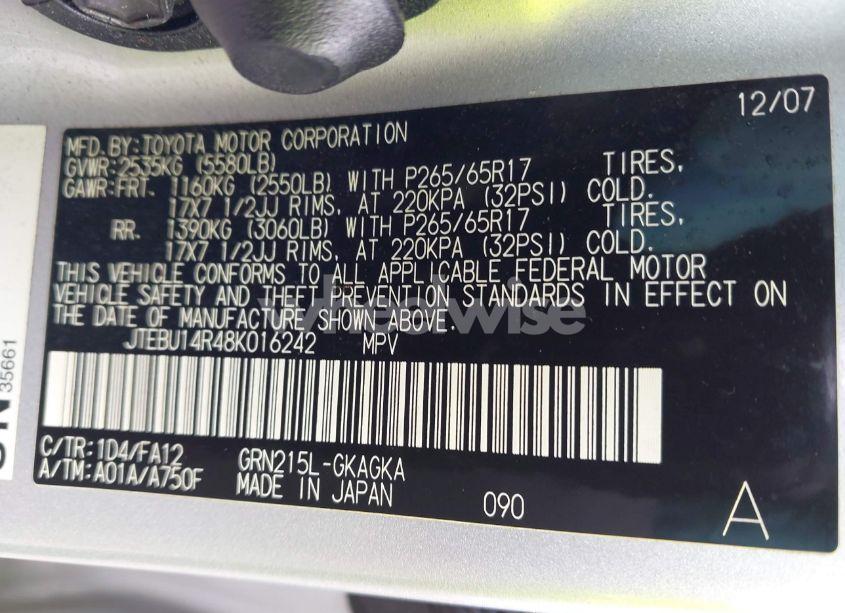 12/07
MFD.BY:TOYOTA MOTOR CORPORATION
GVWR:2535KG (5580LB)
GAWR:FRT. 1160KG (2550LB) WITH P265/65R17 TIRES,
17X7 1/2JJ RIMS, AT 220KPA (32PSI) COLD.
RR. 1390KG (3060LB) WITH P265/65R17 TIRES,
17X7 1/2JJ RIMS, AT 220KPA (32PSI) COLD.
THIS VEHICLE CONFORMS TO ALL APPLICABLE FEDERAL MOTOR
VEHICLE SAFETY AND THEFT PREVENTION STANDARDS IN EFFECT ON
THE DATE OF MANUFACTURE SHOWN ABOVE.
JTEBU14R48K016242 MPV
C/TR:1D4/FA12
A/TM:A01A/A750F
GRN215L-GKAGKA
MADE IN JAPAN
090
A
35661